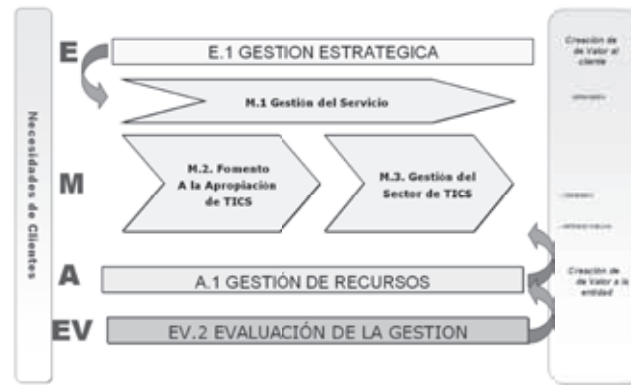 Necesidades de Clientes
E
E.1 GESTION ESTRATEGICA
M.1 Gestión del Servicio
M
M.2. Fomento
A la Apropiación
de TICS
M.3. Gestión del
Sector de TICS
A
A.1 GESTIÓN DE RECURSOS
EV
EV.2 EVALUACIÓN DE LA GESTION
Creación de
de Valor al
cliente
Creación de
de Valor a la
entidad